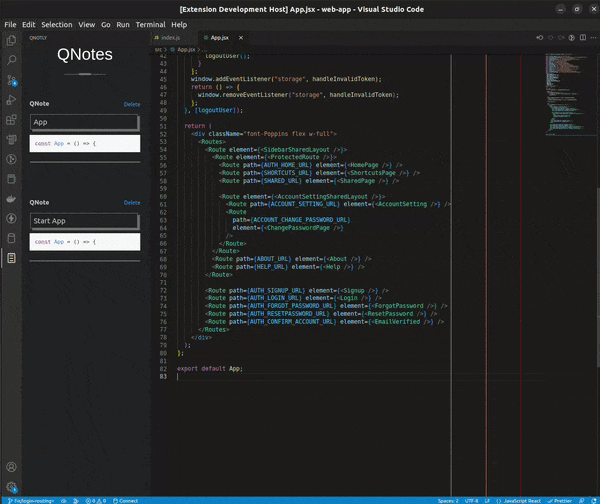 [Extension Development Host] App.jsx - web-app - Visual Studio Code
File Edit Selection View Go Run Terminal Help
QNOTLY
QNotes
QNote Delete
App
const App = () => {
QNote Delete
Start App
const App = () => {
index.js App.jsx
src > App.jsx > ...
42 logoutUser();
43 }
44 };
45 window.addEventListener("storage", handleInvalidToken);
46 return () => {
47 window.removeEventListener("storage", handleInvalidToken);
48 };
49 }, [logoutUser]);
50
51 return (
52 <div className="font-Poppins flex w-full">
53 <Routes>
54 <Route element={<SidebarSharedLayout />}>
55 <Route element={<ProtectedRoute />}>
56 <Route path={AUTH_HOME_URL} element={<HomePage />} />
57 <Route path={SHORTCUTS_URL} element={<ShortcutsPage />} />
58 <Route path={SHARED_URL} element={<SharedPage />} />
59
60 <Route element={<AccountSettingSharedLayout />}>
61 <Route path={ACCOUNT_SETTING_URL} element={<AccountSetting />} />
62 <Route
63 path={ACCOUNT_CHANGE_PASSWORD_URL}
64 element={<ChangePasswordPage />}
65 />
66 </Route>
67 </Route>
68 <Route path={ABOUT_URL} element={<About />} />
69 <Route path={HELP_URL} element={<Help />} />
70 </Route>
71
72 <Route path={AUTH_SIGNUP_URL} element={<Signup />} />
73 <Route path={AUTH_LOGIN_URL} element={<Login />} />
74 <Route path={AUTH_FORGOT_PASSWORD_URL} element={<ForgotPassword />} />
75 <Route path={AUTH_RESETPASSWORD_URL} element={<ResetPassword />} />
76 <Route path={AUTH_CONFIRM_ACCOUNT_URL} element={<EmailVerified />} />
77 </Routes>
78 </div>
79 );
80 };
81
82 export default App;
83
0 0 Connect Spaces: 2 UTF-8 LF {} JavaScript React Prettier